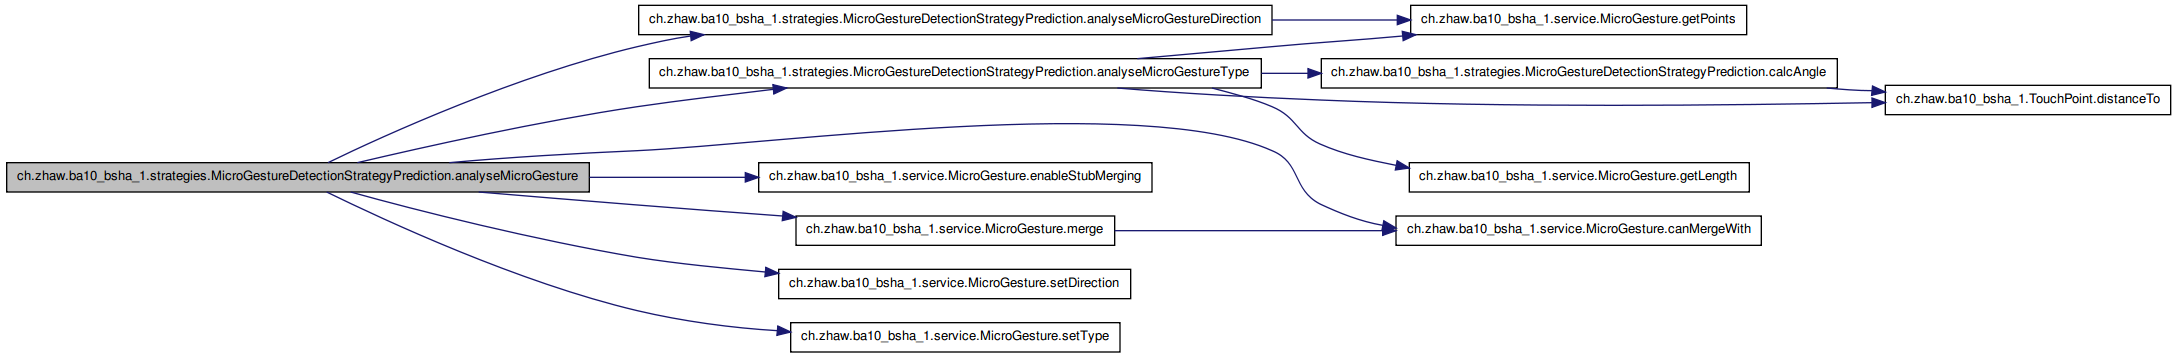 ch.zhaw.ba10_bsha_1.strategies.MicroGestureDetectionStrategyPrediction.analyseMicroGestureDirection
ch.zhaw.ba10_bsha_1.service.MicroGesture.getPoints
ch.zhaw.ba10_bsha_1.strategies.MicroGestureDetectionStrategyPrediction.analyseMicroGestureType
ch.zhaw.ba10_bsha_1.strategies.MicroGestureDetectionStrategyPrediction.calcAngle
ch.zhaw.ba10_bsha_1.TouchPoint.distanceTo
ch.zhaw.ba10_bsha_1.strategies.MicroGestureDetectionStrategyPrediction.analyseMicroGesture
ch.zhaw.ba10_bsha_1.service.MicroGesture.enableStubMerging
ch.zhaw.ba10_bsha_1.service.MicroGesture.getLength
ch.zhaw.ba10_bsha_1.service.MicroGesture.merge
ch.zhaw.ba10_bsha_1.service.MicroGesture.canMergeWith
ch.zhaw.ba10_bsha_1.service.MicroGesture.setDirection
ch.zhaw.ba10_bsha_1.service.MicroGesture.setType